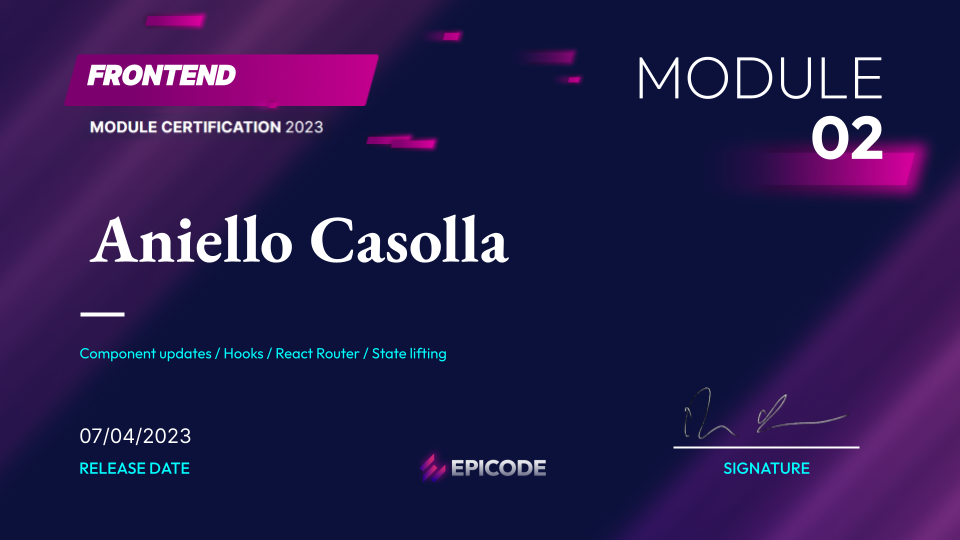 FRONTEND
MODULE CERTIFICATION 2023
MODULE
02
Aniello Casolla
Component updates / Hooks / React Router / State lifting
07/04/2023
RELEASE DATE
EPICODE
SIGNATURE